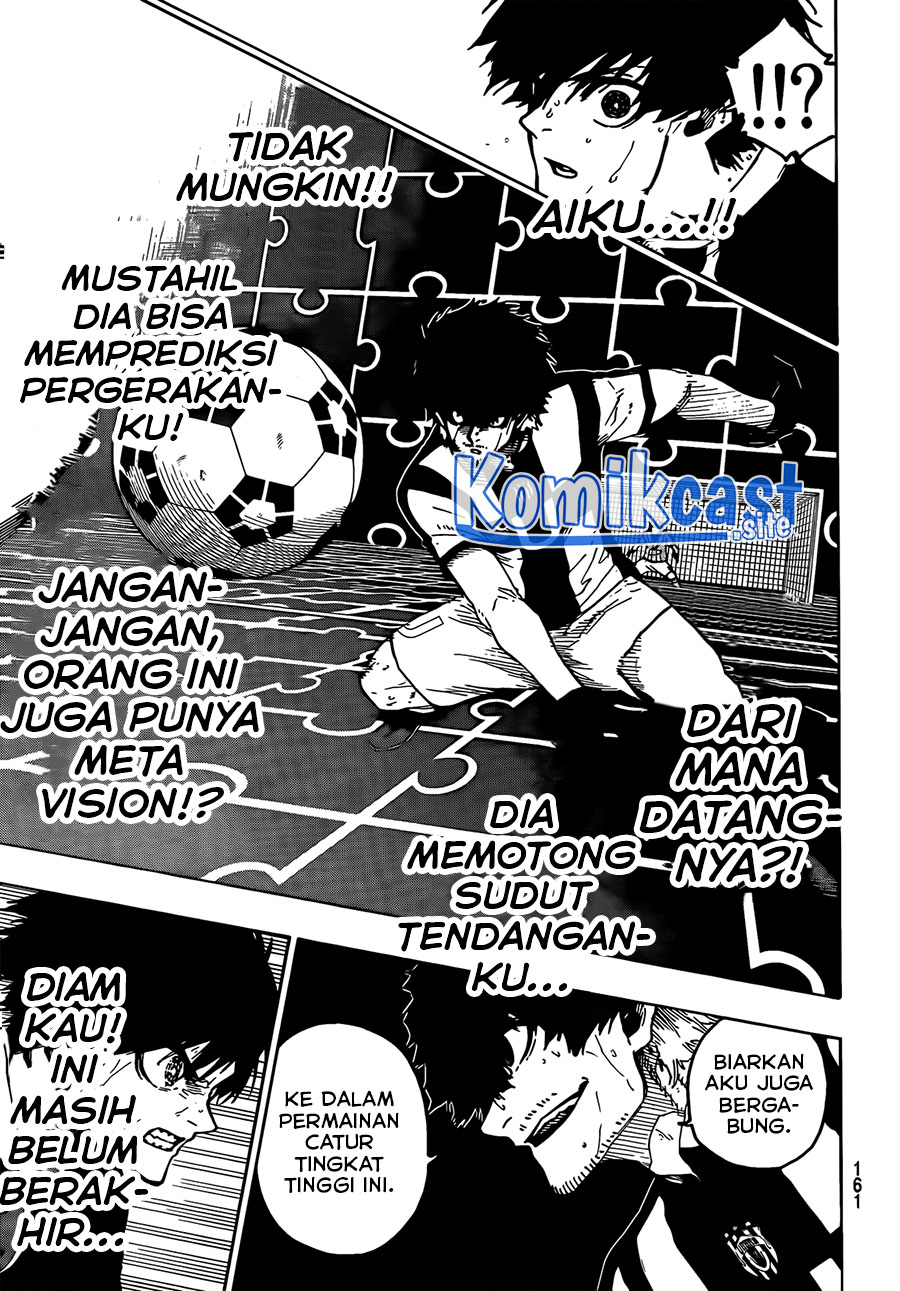 !!?
AIKU...!!
TIDAK
MUNGKIN!!
MUSTAHIL
DIA BISA
MEMPREDIKSI
PERGERAKAN-
KU!
Komikcast
.site
DARI
MANA
DATANG-
NYA?!
DIA
MEMOTONG
SUDUT
TENDANGAN-
KU...
JANGAN-
JANGAN,
ORANG INI
JUGA PUNYA
META
VISION!?
BIARKAN
AKU JUGA
BERGA-
BUNG.
KE DALAM
PERMAINAN
CATUR
TINGKAT
TINGGI INI.
DIAM
KAU!
INI
MASIH
BELUM
BERAK-
HIR...
161